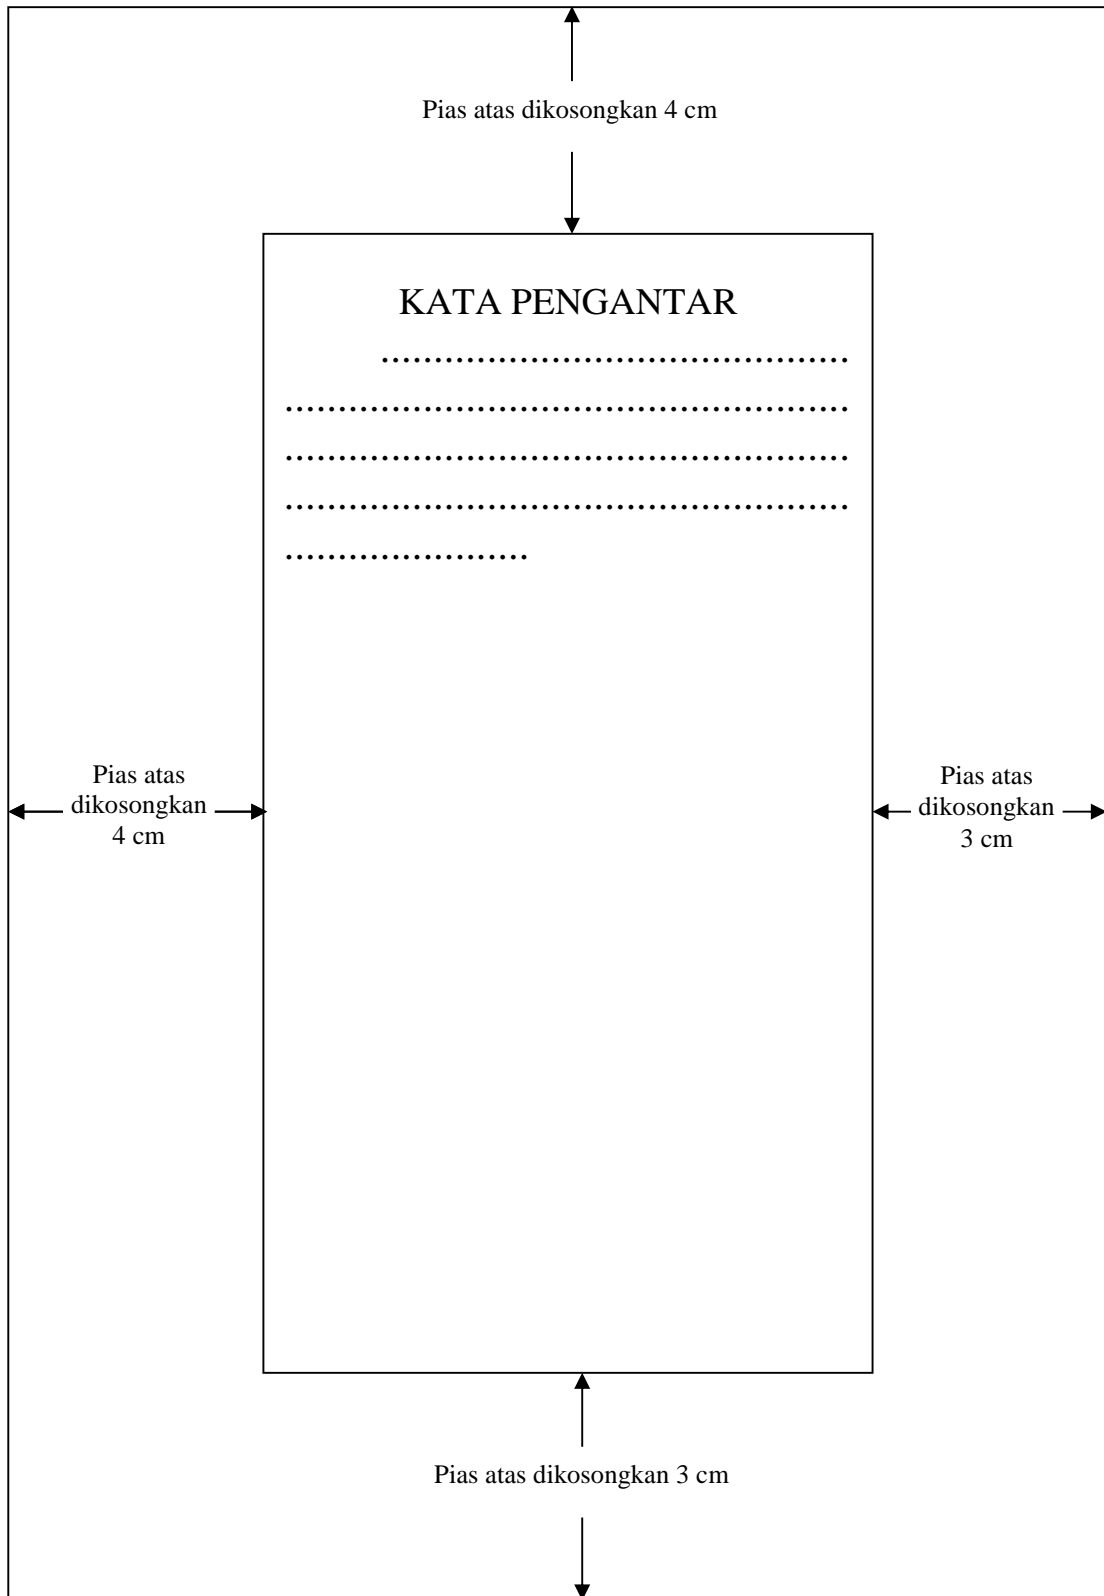 Pias atas dikosongkan 4 cm
KATA PENGANTAR
............................................
.....................................................
.....................................................
.....................................................
.......................
Pias atas
dikosongkan
4 cm
Pias atas
dikosongkan
3 cm
Pias atas dikosongkan 3 cm